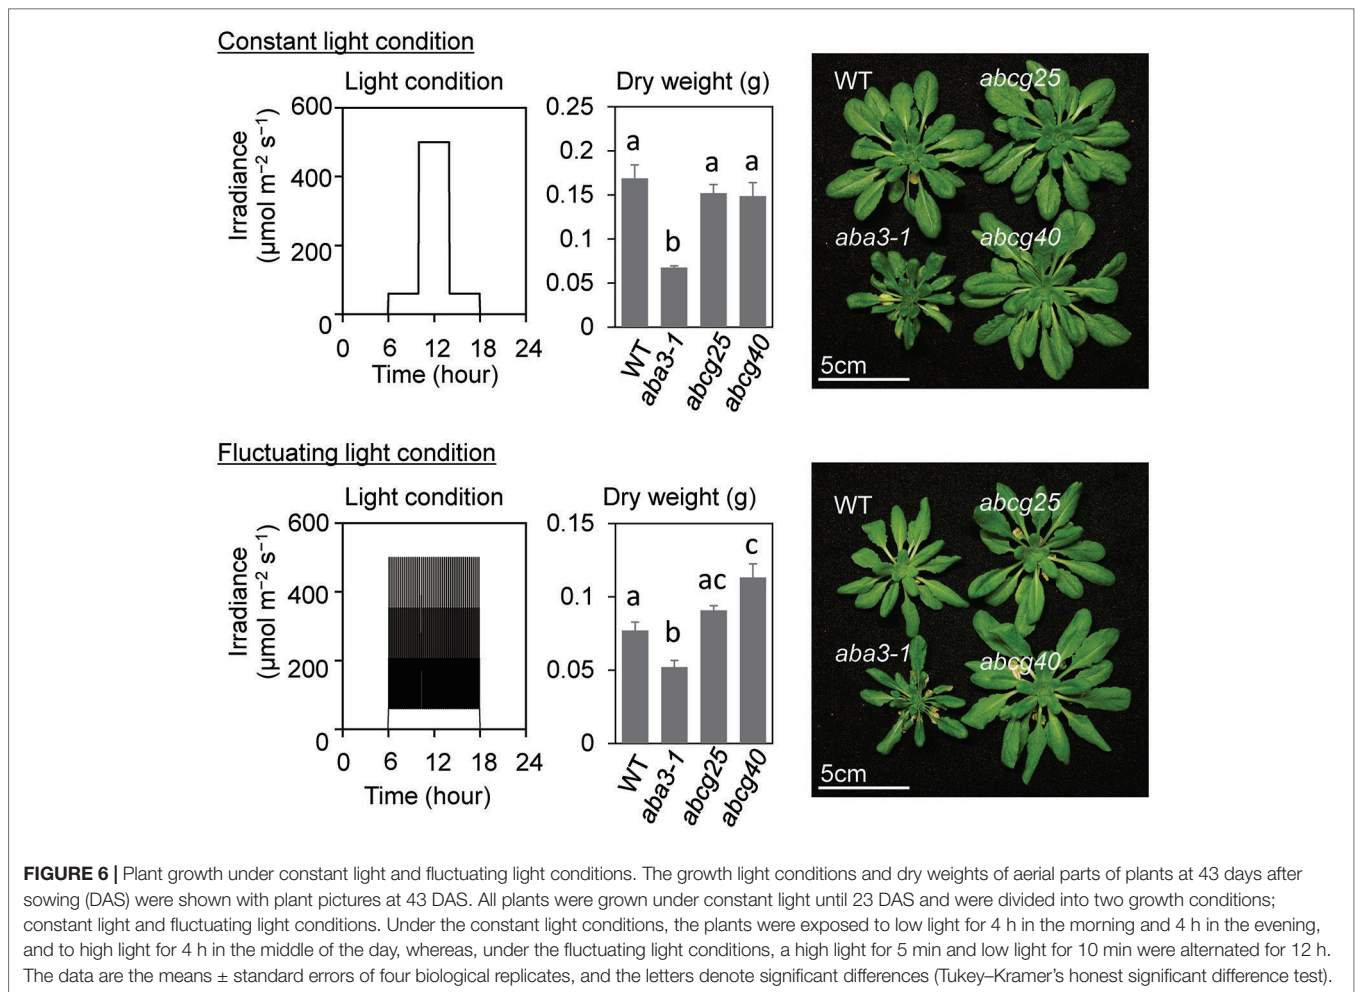 Constant light condition
Light condition
Irradiance
(µmol m⁻² s⁻¹)
600
400
200
0
0 6 12 18 24
Time (hour)
Dry weight (g)
0.25
0.2
0.15
0.1
0.05
0
a
b
a
a
WT
aba3-1
abcg25
abcg40
WT
abcg25
aba3-1
abcg40
5cm
Fluctuating light condition
Light condition
Irradiance
(µmol m⁻² s⁻¹)
600
400
200
0
0 6 12 18 24
Time (hour)
Dry weight (g)
0.15
0.1
0.05
0
a
b
ac
c
WT
aba3-1
abcg25
abcg40
WT
abcg25
aba3-1
abcg40
5cm
FIGURE 6 | Plant growth under constant light and fluctuating light conditions. The growth light conditions and dry weights of aerial parts of plants at 43 days after
sowing (DAS) were shown with plant pictures at 43 DAS. All plants were grown under constant light until 23 DAS and were divided into two growth conditions;
constant light and fluctuating light conditions. Under the constant light conditions, the plants were exposed to low light for 4 h in the morning and 4 h in the evening,
and to high light for 4 h in the middle of the day, whereas, under the fluctuating light conditions, a high light for 5 min and low light for 10 min were alternated for 12 h.
The data are the means ± standard errors of four biological replicates, and the letters denote significant differences (Tukey–Kramer's honest significant difference test).